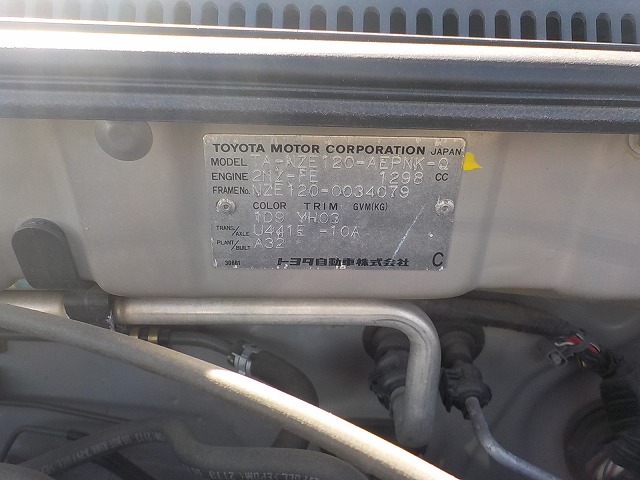 TOYOTA MOTOR CORPORATION JAPAN
MODEL TA-NZE120-AEPNK-Q
ENGINE 2NZ-FE 1298 CC
FRAME No. NZE120-0034079
COLOR TRIM GVM(KG)
1D9 YH03
TRANS./AXLE U441E -10A
PLANT/BUILT A32
トヨタ自動車株式会社 C